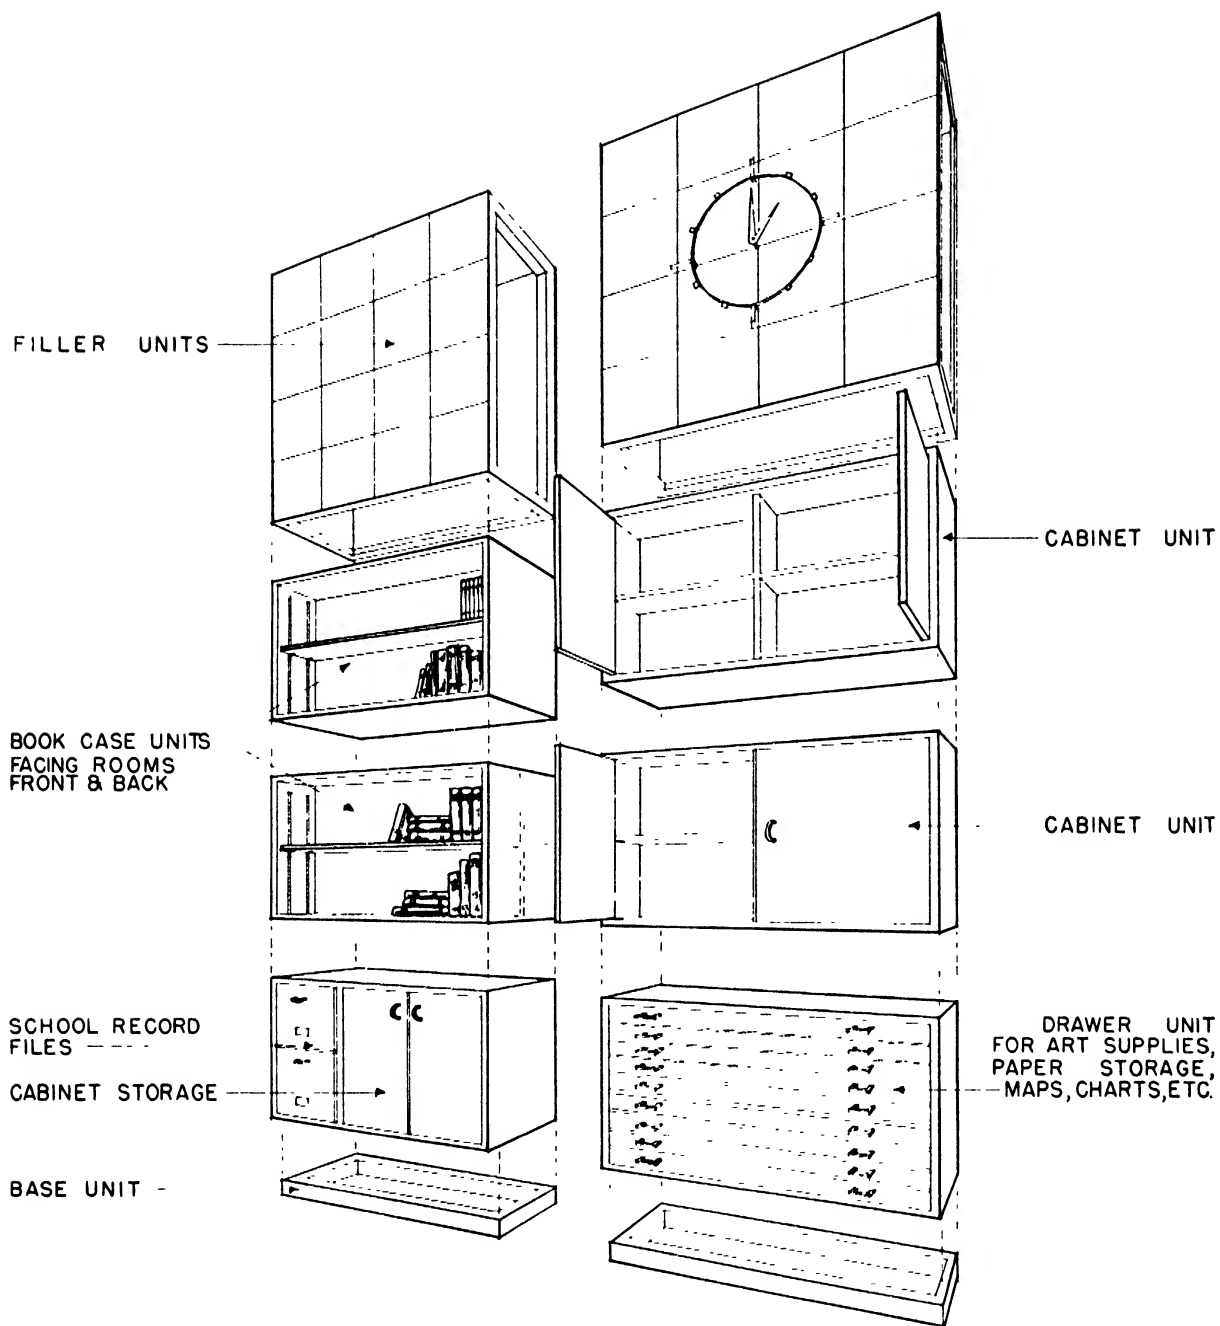 FILLER UNITS
CABINET UNIT
BOOK CASE UNITS
FACING ROOMS
FRONT & BACK
CABINET UNIT
SCHOOL RECORD
FILES
CABINET STORAGE
DRAWER UNIT
FOR ART SUPPLIES,
PAPER STORAGE,
MAPS, CHARTS, ETC.
BASE UNIT